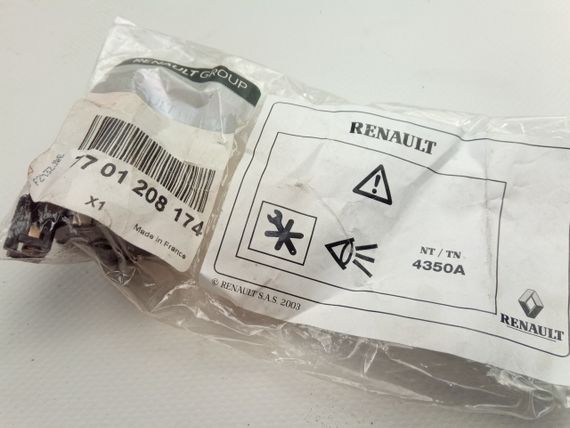 RENAULT GROUP
77 01 208 174
X1
Made in France
RENAULT
NT / TN
4350A
© RENAULT S.A.S 2003
RENAULT